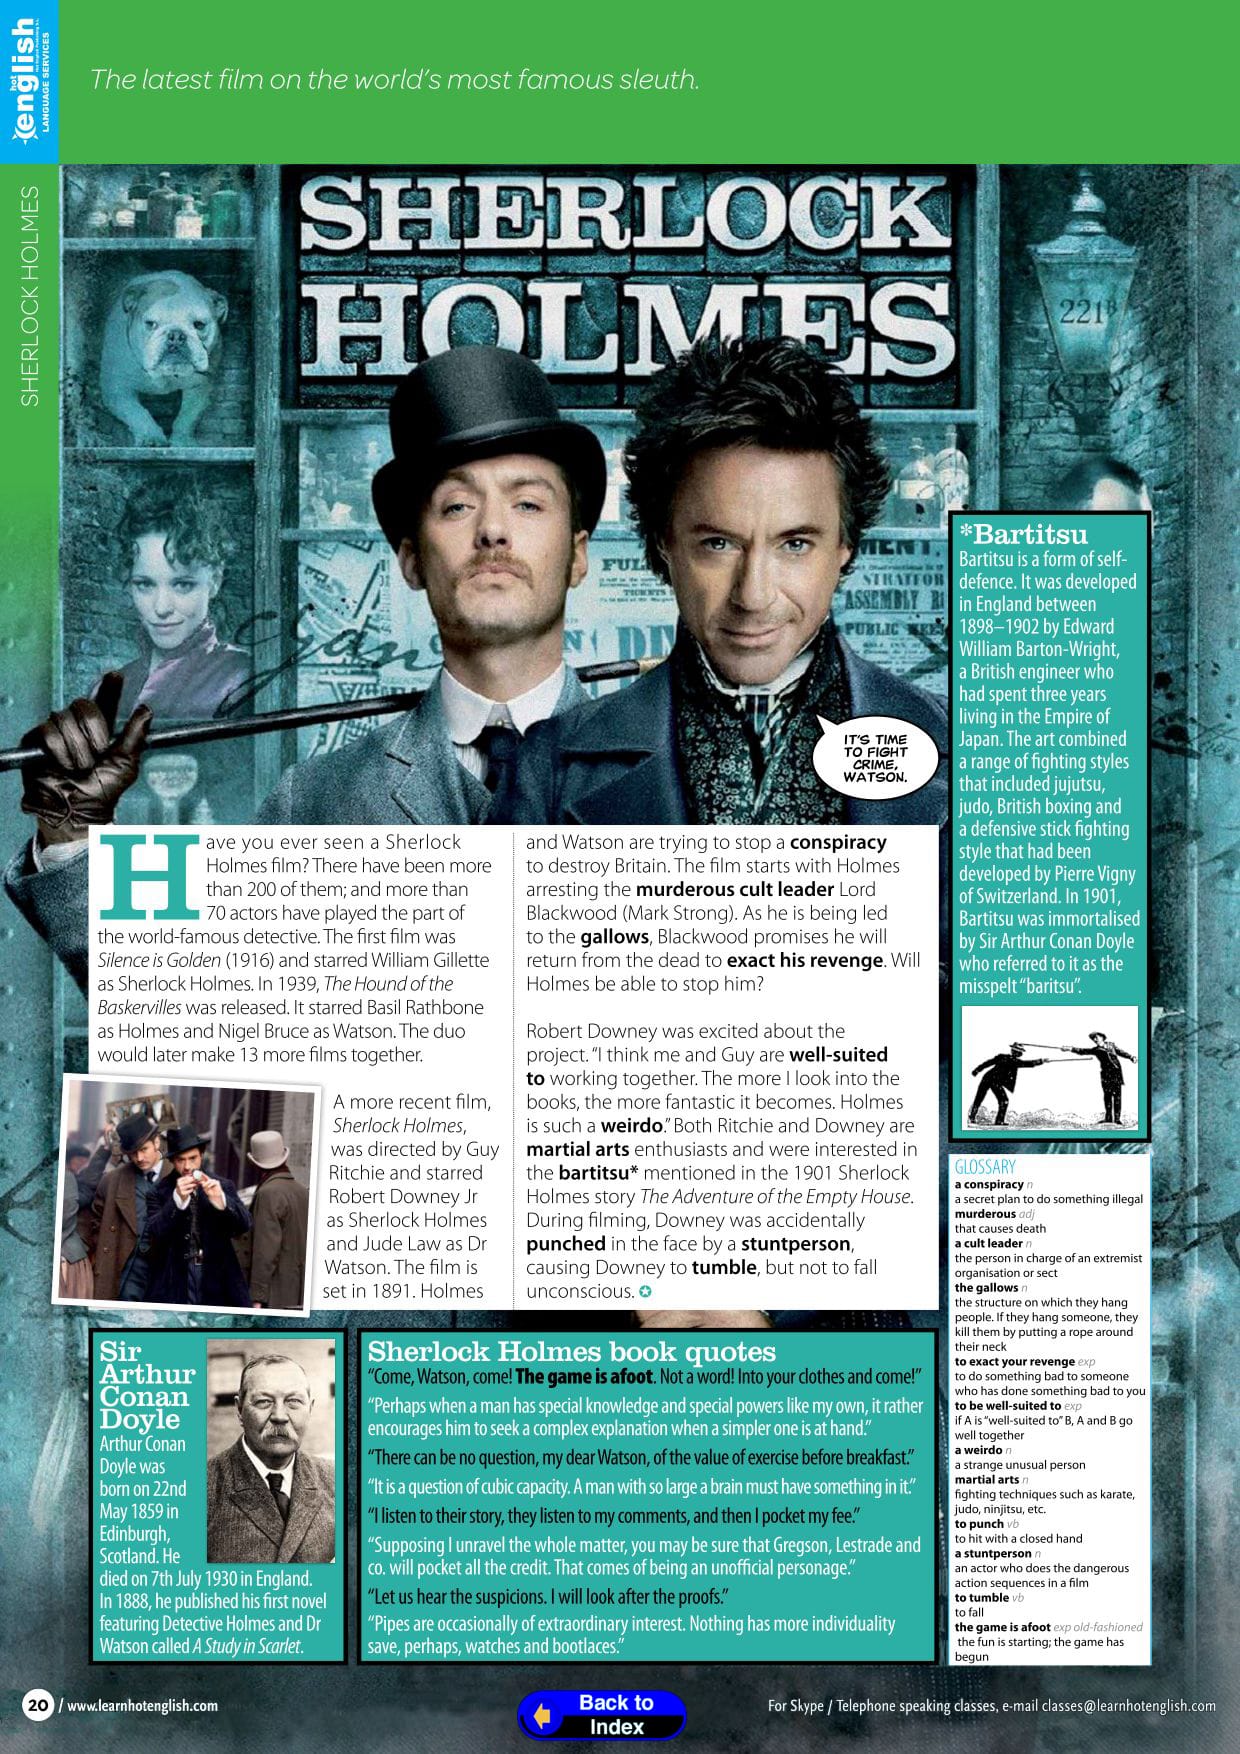 hot
english
LANGUAGE SERVICES
SHERLOCK HOLMES
The latest film on the world's most famous sleuth.
SHERLOCK
HOLMES
221B
FUL
TICKETS
STRATFOR
ASSEMBLY
PUBLIC
IT'S TIME
TO FIGHT
CRIME,
WATSON.
Have you ever seen a Sherlock
Holmes film? There have been more
than 200 of them; and more than
70 actors have played the part of
the world-famous detective. The first film was
Silence is Golden (1916) and starred William Gillette
as Sherlock Holmes. In 1939, The Hound of the
Baskervilles was released. It starred Basil Rathbone
as Holmes and Nigel Bruce as Watson. The duo
would later make 13 more films together.
A more recent film,
Sherlock Holmes,
was directed by Guy
Ritchie and starred
Robert Downey Jr
as Sherlock Holmes
and Jude Law as Dr
Watson. The film is
set in 1891. Holmes
and Watson are trying to stop a conspiracy
to destroy Britain. The film starts with Holmes
arresting the murderous cult leader Lord
Blackwood (Mark Strong). As he is being led
to the gallows, Blackwood promises he will
return from the dead to exact his revenge. Will
Holmes be able to stop him?
Robert Downey was excited about the
project. “I think me and Guy are well-suited
to working together. The more I look into the
books, the more fantastic it becomes. Holmes
is such a weirdo.” Both Ritchie and Downey are
martial arts enthusiasts and were interested in
the bartitsu* mentioned in the 1901 Sherlock
Holmes story The Adventure of the Empty House.
During filming, Downey was accidentally
punched in the face by a stuntperson,
causing Downey to tumble, but not to fall
unconscious.
*Bartitsu
Bartitsu is a form of self-
defence. It was developed
in England between
1898–1902 by Edward
William Barton-Wright,
a British engineer who
had spent three years
living in the Empire of
Japan. The art combined
a range of fighting styles
that included jujutsu,
judo, British boxing and
a defensive stick fighting
style that had been
developed by Pierre Vigny
of Switzerland. In 1901,
Bartitsu was immortalised
by Sir Arthur Conan Doyle
who referred to it as the
misspelt “baritsu”.
GLOSSARY
a conspiracy n
a secret plan to do something illegal
murderous adj
that causes death
a cult leader n
the person in charge of an extremist
organisation or sect
the gallows n
the structure on which they hang
people. If they hang someone, they
kill them by putting a rope around
their neck
to exact your revenge exp
to do something bad to someone
who has done something bad to you
to be well-suited to exp
if A is “well-suited to” B, A and B go
well together
a weirdo n
a strange unusual person
martial arts n
fighting techniques such as karate,
judo, ninjitsu, etc.
to punch vb
to hit with a closed hand
a stuntperson n
an actor who does the dangerous
action sequences in a film
to tumble vb
to fall
the game is afoot exp old-fashioned
the fun is starting; the game has
begun
Sir
Arthur
Conan
Doyle
Arthur Conan
Doyle was
born on 22nd
May 1859 in
Edinburgh,
Scotland. He
died on 7th July 1930 in England.
In 1888, he published his first novel
featuring Detective Holmes and Dr
Watson called A Study in Scarlet.
Sherlock Holmes book quotes
“Come, Watson, come! The game is afoot. Not a word! Into your clothes and come!”
“Perhaps when a man has special knowledge and special powers like my own, it rather
encourages him to seek a complex explanation when a simpler one is at hand.”
“There can be no question, my dear Watson, of the value of exercise before breakfast.”
“It is a question of cubic capacity. A man with so large a brain must have something in it.”
“I listen to their story, they listen to my comments, and then I pocket my fee.”
“Supposing I unravel the whole matter, you may be sure that Gregson, Lestrade and
co. will pocket all the credit. That comes of being an unofficial personage.”
“Let us hear the suspicions. I will look after the proofs.”
“Pipes are occasionally of extraordinary interest. Nothing has more individuality
save, perhaps, watches and bootlaces.”
20 / www.learnhotenglish.com
Back to
Index
For Skype / Telephone speaking classes, e-mail classes@learnhotenglish.com